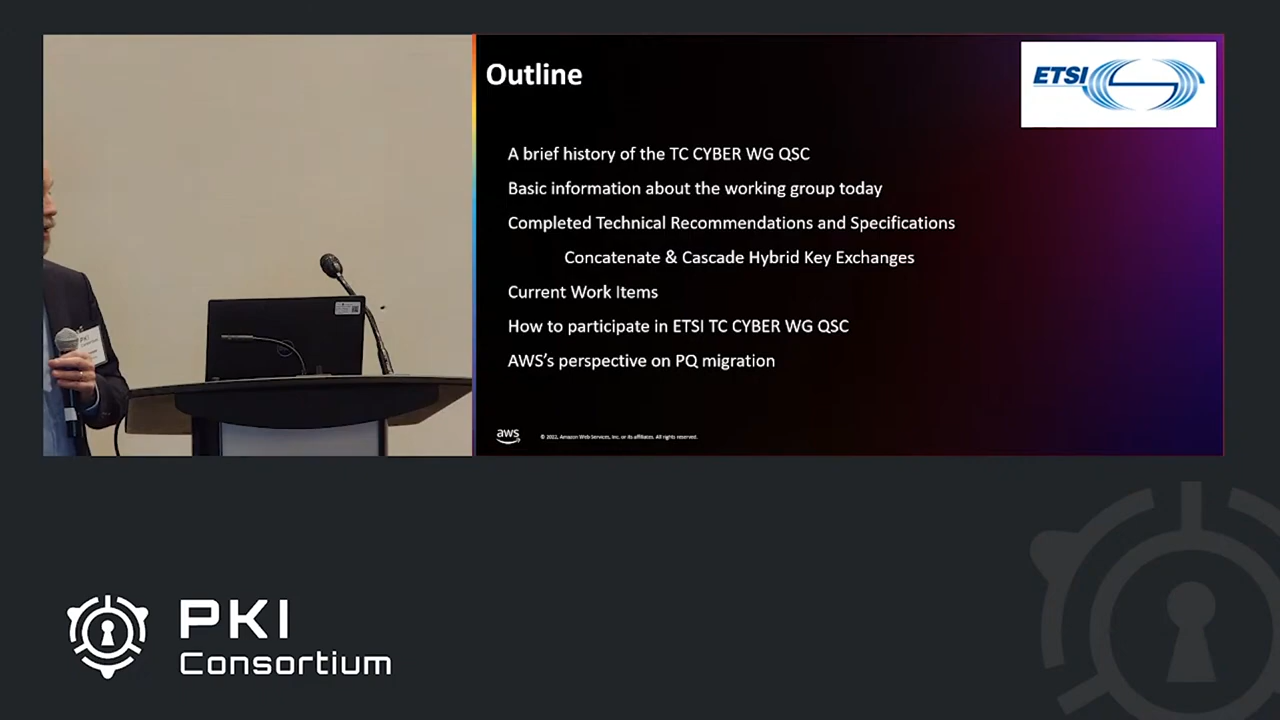 Outline
ETSI
A brief history of the TC CYBER WG QSC
Basic information about the working group today
Completed Technical Recommendations and Specifications
Concatenate & Cascade Hybrid Key Exchanges
Current Work Items
How to participate in ETSI TC CYBER WG QSC
AWS's perspective on PQ migration
aws
© 2022, Amazon Web Services, Inc. or its affiliates. All rights reserved.
PKI
PKI
Consortium